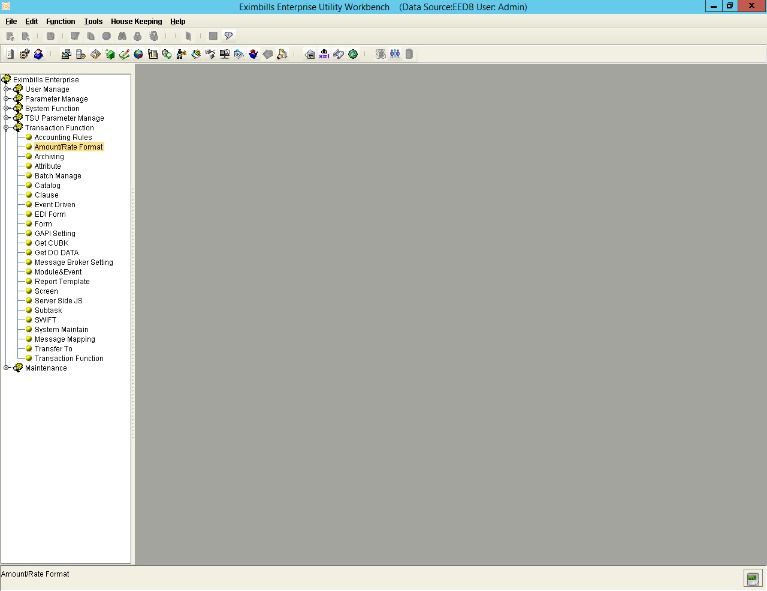 Eximbills Enterprise Utility Workbench (Data Source:EEDB User: Admin)
File Edit Function Tools House Keeping Help
Eximbills Enterprise
User Manage
Parameter Manage
System Function
TSU Parameter Manage
Transaction Function
Accounting Rules
Amount/Rate Format
Archiving
Attribute
Batch Manage
Catalog
Clause
Event Driven
EDI Form
Form
GAPI Setting
Get CUBK
Get DO DATA
Message Broker Setting
Module&Event
Report Template
Screen
Server Side JS
Subtask
SWIFT
System Maintain
Message Mapping
Transfer To
Transaction Function
Maintenance
Amount/Rate Format